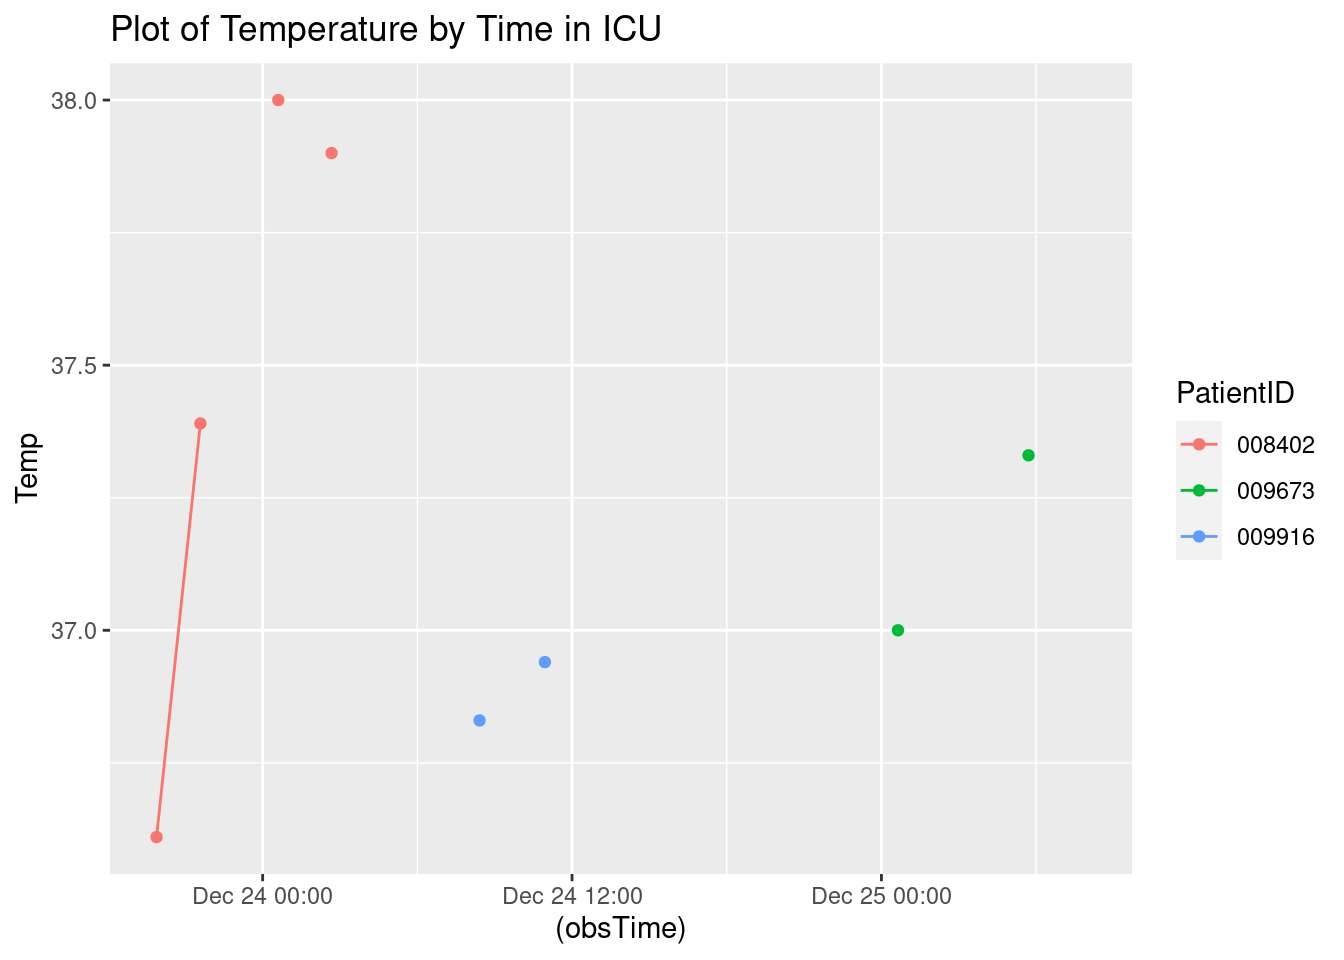 Plot of Temperature by Time in ICU
38.0
37.5
37.0
Temp
Dec 24 00:00
Dec 24 12:00
Dec 25 00:00
(obsTime)
PatientID
008402
009673
009916